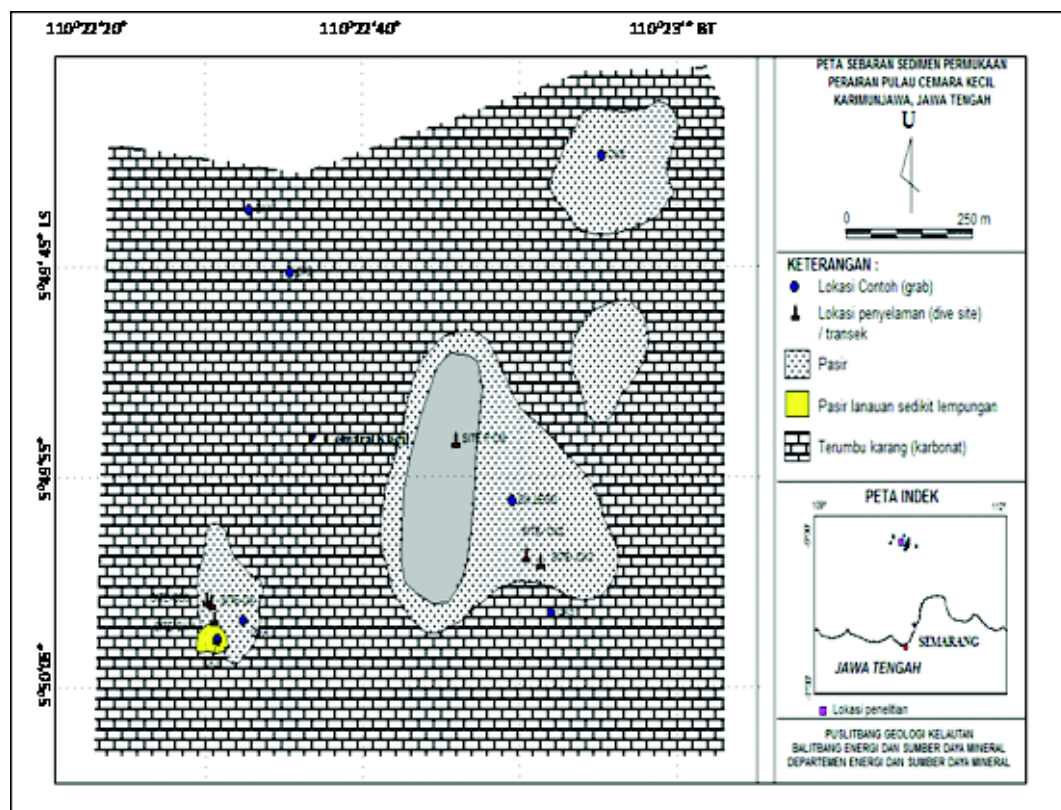 110°22'20" 110°22'40" 110°23'" BT
5°49'45" LS
5°49'55"
5°50'05"
PETA SEBARAN SEDIMEN PERMUKAAN
PERAIRAN PULAU CEMARA KECIL
KARIMUNJAWA, JAWA TENGAH
U
0 250 m
KETERANGAN :
Lokasi Contoh (grab)
Lokasi penyelaman (dive site)
/ transek
Pasir
Pasir lanauan sedikit lempungan
Terumbu karang (karbonat)
PETA INDEK
SEMARANG
JAWA TENGAH
Lokasi penelitian
PUSLITBANG GEOLOGI KELAUTAN
BALITBANG ENERGI DAN SUMBER DAYA MINERAL
DEPARTEMEN ENERGI DAN SUMBER DAYA MINERAL